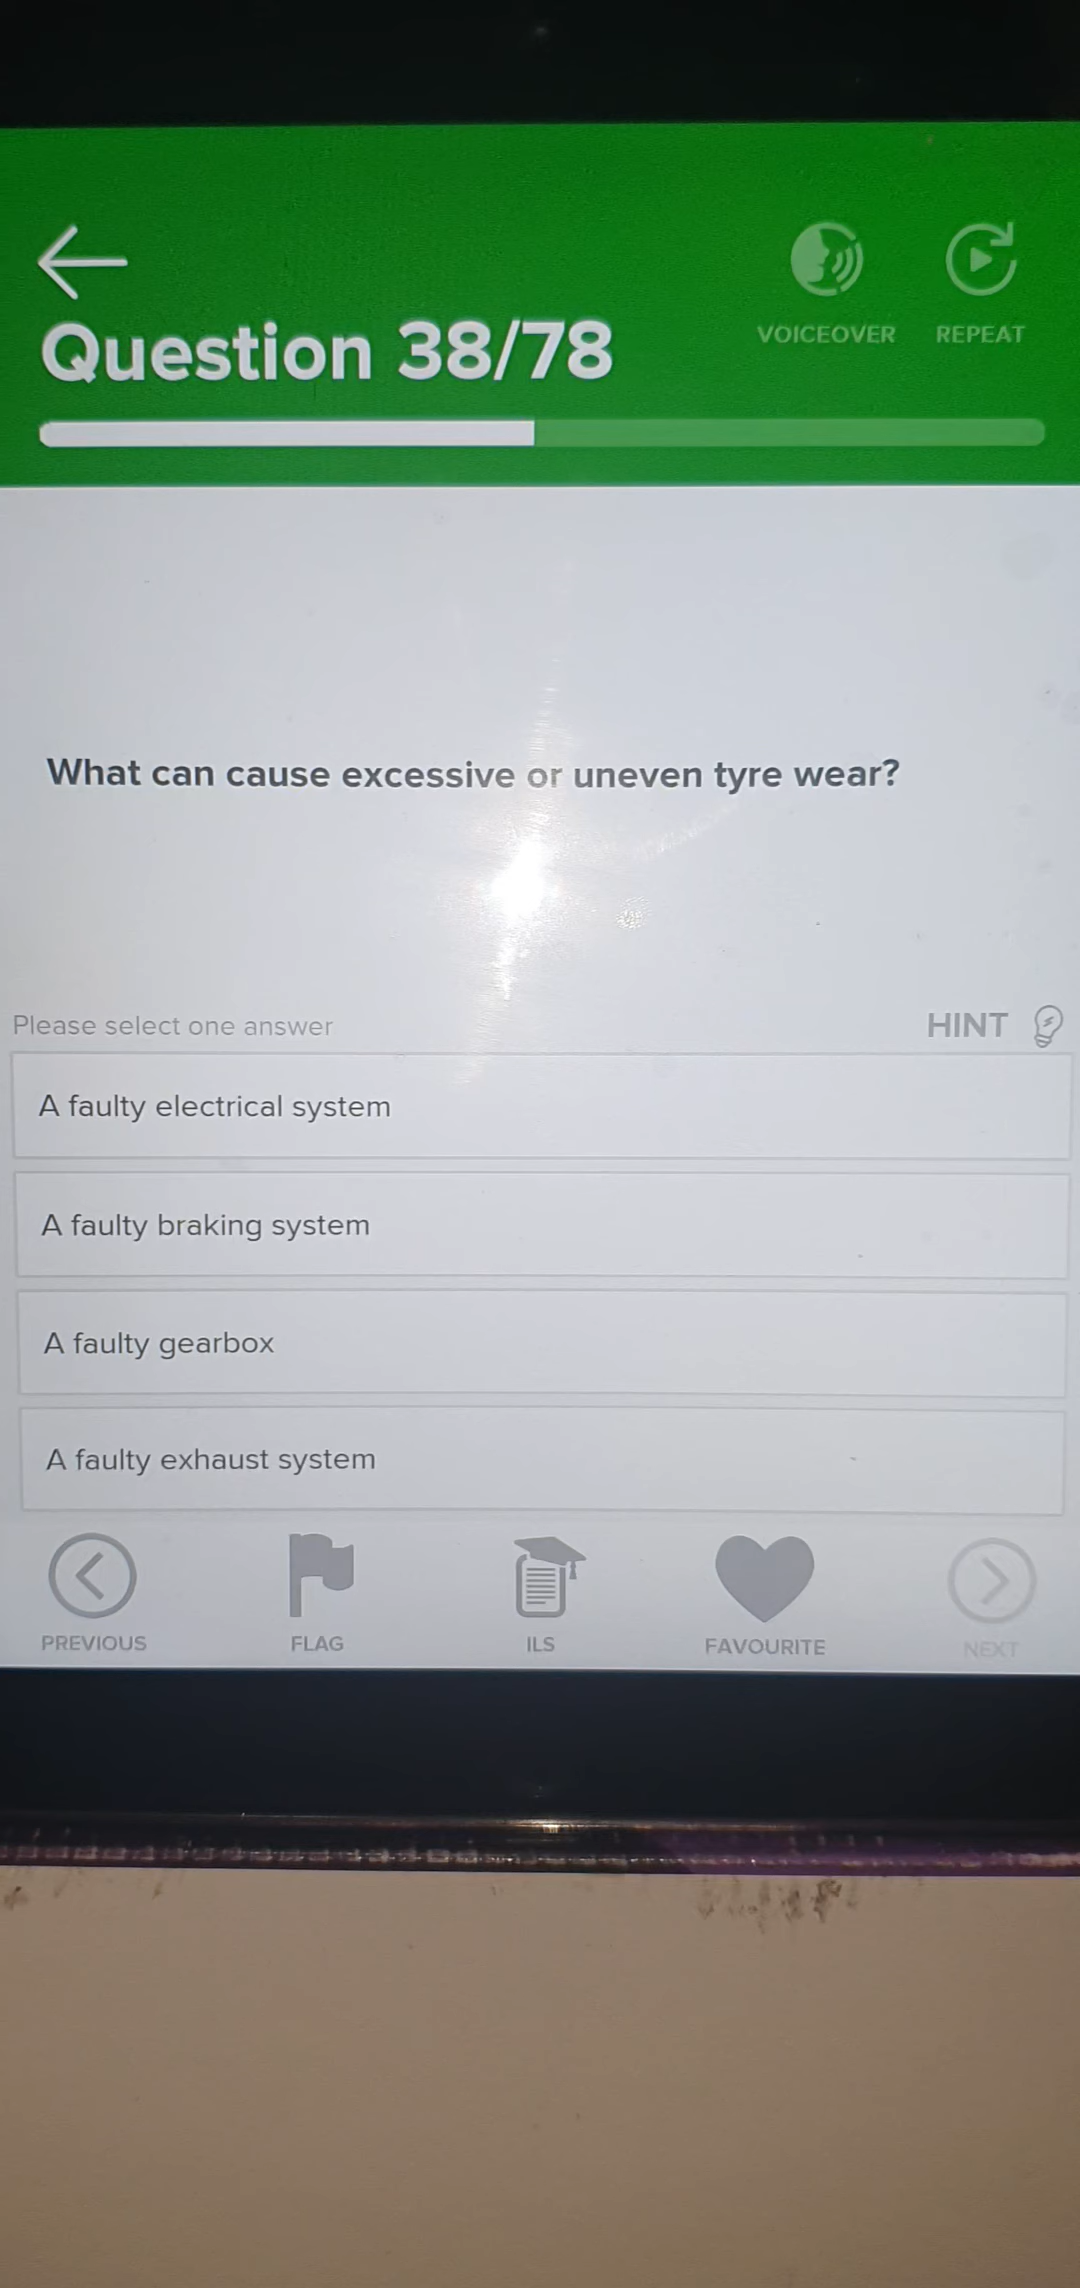 VOICEOVER REPEAT
Question 38/78
What can cause excessive or uneven tyre wear?
Please select one answer
HINT
A faulty electrical system
A faulty braking system
A faulty gearbox
A faulty exhaust system
PREVIOUS FLAG ILS FAVOURITE NEXT